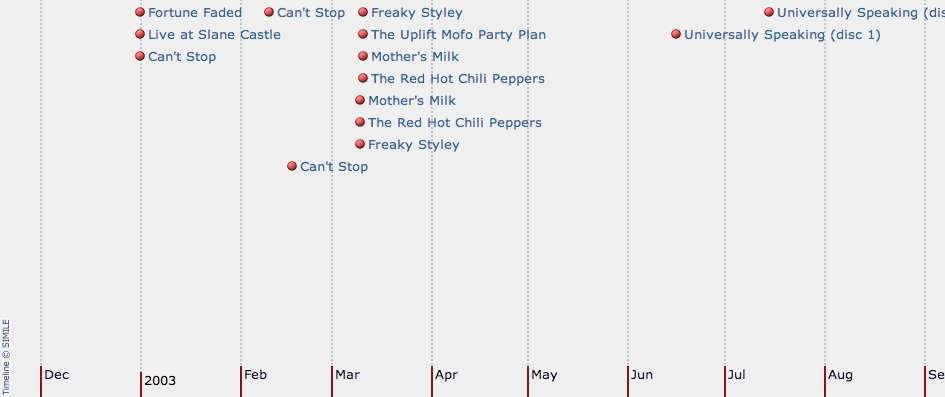 Fortune Faded Can't Stop Freaky Styley Universally Speaking (dis
Live at Slane Castle The Uplift Mofo Party Plan Universally Speaking (disc 1)
Can't Stop Mother's Milk
The Red Hot Chili Peppers
Mother's Milk
The Red Hot Chili Peppers
Freaky Styley
Can't Stop
Timeline © SIMILE
Dec 2003 Feb Mar Apr May Jun Jul Aug Se